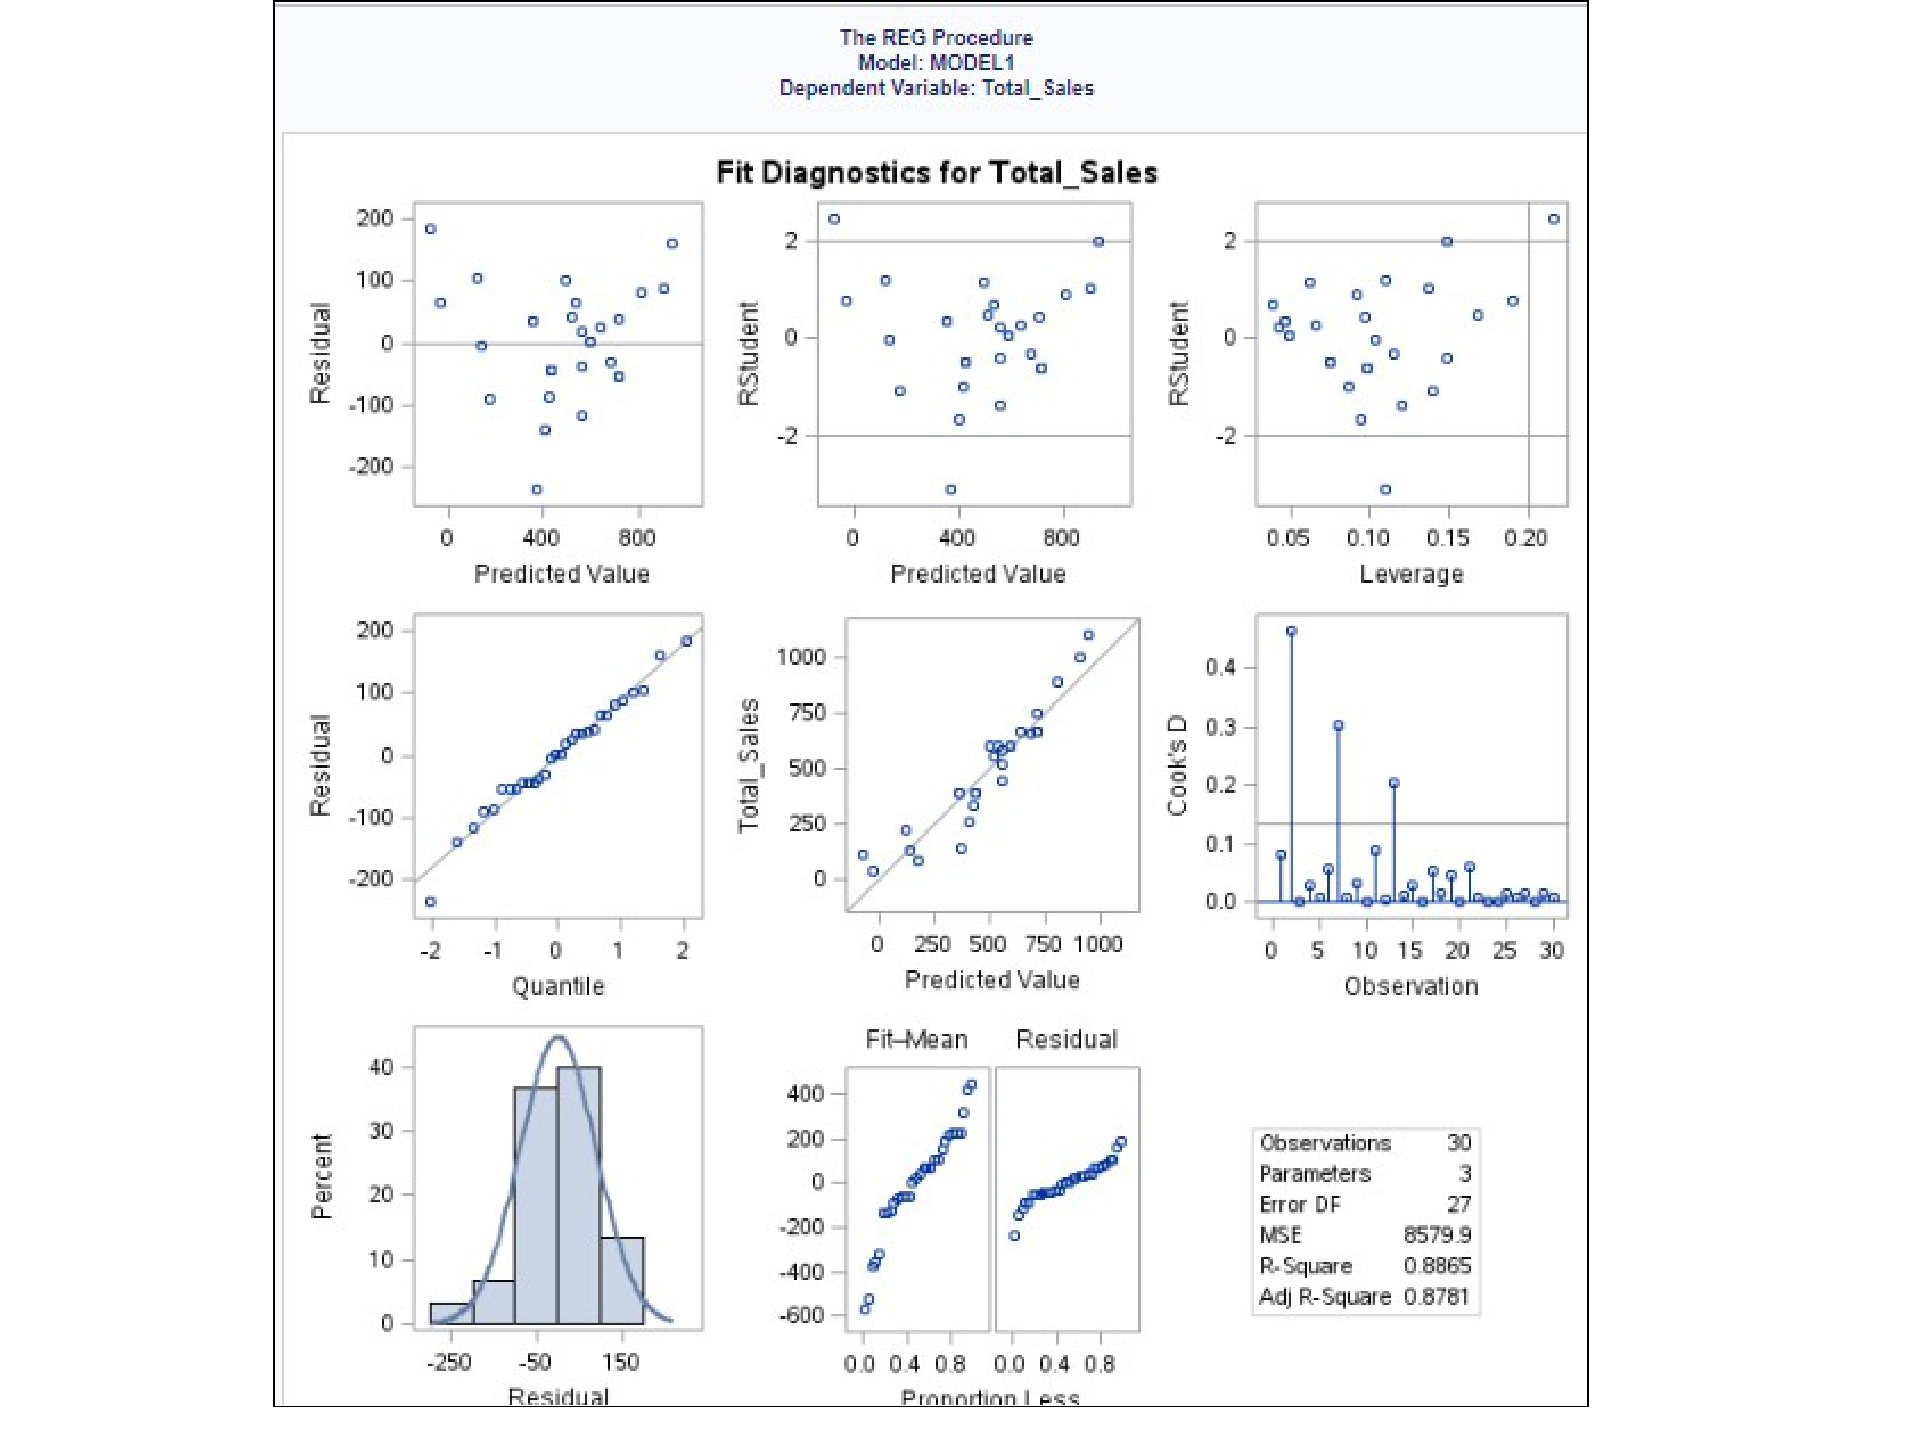 The REG Procedure
Model: MODEL1
Dependent Variable: Total_Sales
Fit Diagnostics for Total_Sales
Residual
200
100
0
-100
-200
0 400 800
Predicted Value
RStudent
2
0
-2
0 400 800
Predicted Value
RStudent
2
0
-2
0.05 0.10 0.15 0.20
Leverage
Residual
200
100
0
-100
-200
-2 -1 0 1 2
Quantile
Total_Sales
1000
750
500
250
0
0 250 500 750 1000
Predicted Value
Cook's D
0.4
0.3
0.2
0.1
0.0
0 5 10 15 20 25 30
Observation
Percent
40
30
20
10
0
-250 -50 150
Residual
Fit–Mean Residual
400
200
0
-200
-400
-600
0.0 0.4 0.8 0.0 0.4 0.8
Proportion Less
Observations 30
Parameters 3
Error DF 27
MSE 8579.9
R-Square 0.8865
Adj R-Square 0.8781